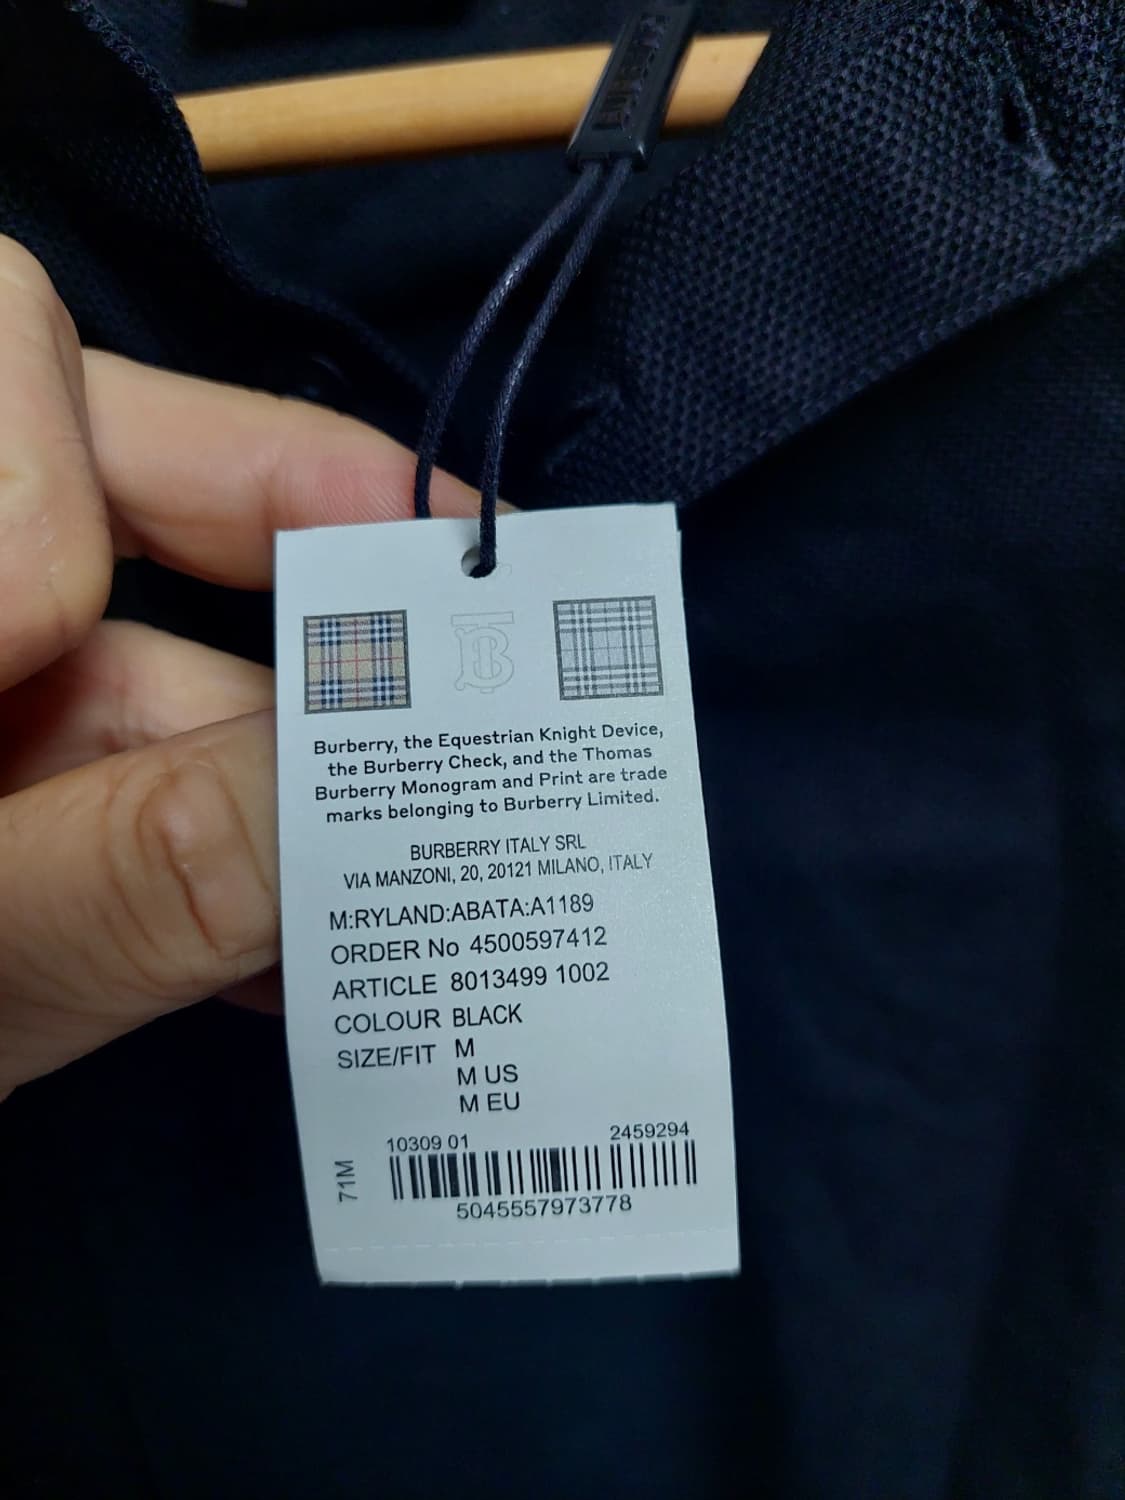 Burberry, the Equestrian Knight Device,
the Burberry Check, and the Thomas
Burberry Monogram and Print are trade
marks belonging to Burberry Limited.
BURBERRY ITALY SRL
VIA MANZONI, 20, 20121 MILANO, ITALY
M:RYLAND:ABATA:A1189
ORDER No 4500597412
ARTICLE 8013499 1002
COLOUR BLACK
SIZE/FIT M
M US
M EU
10309 01 2459294
71M
5045557973778